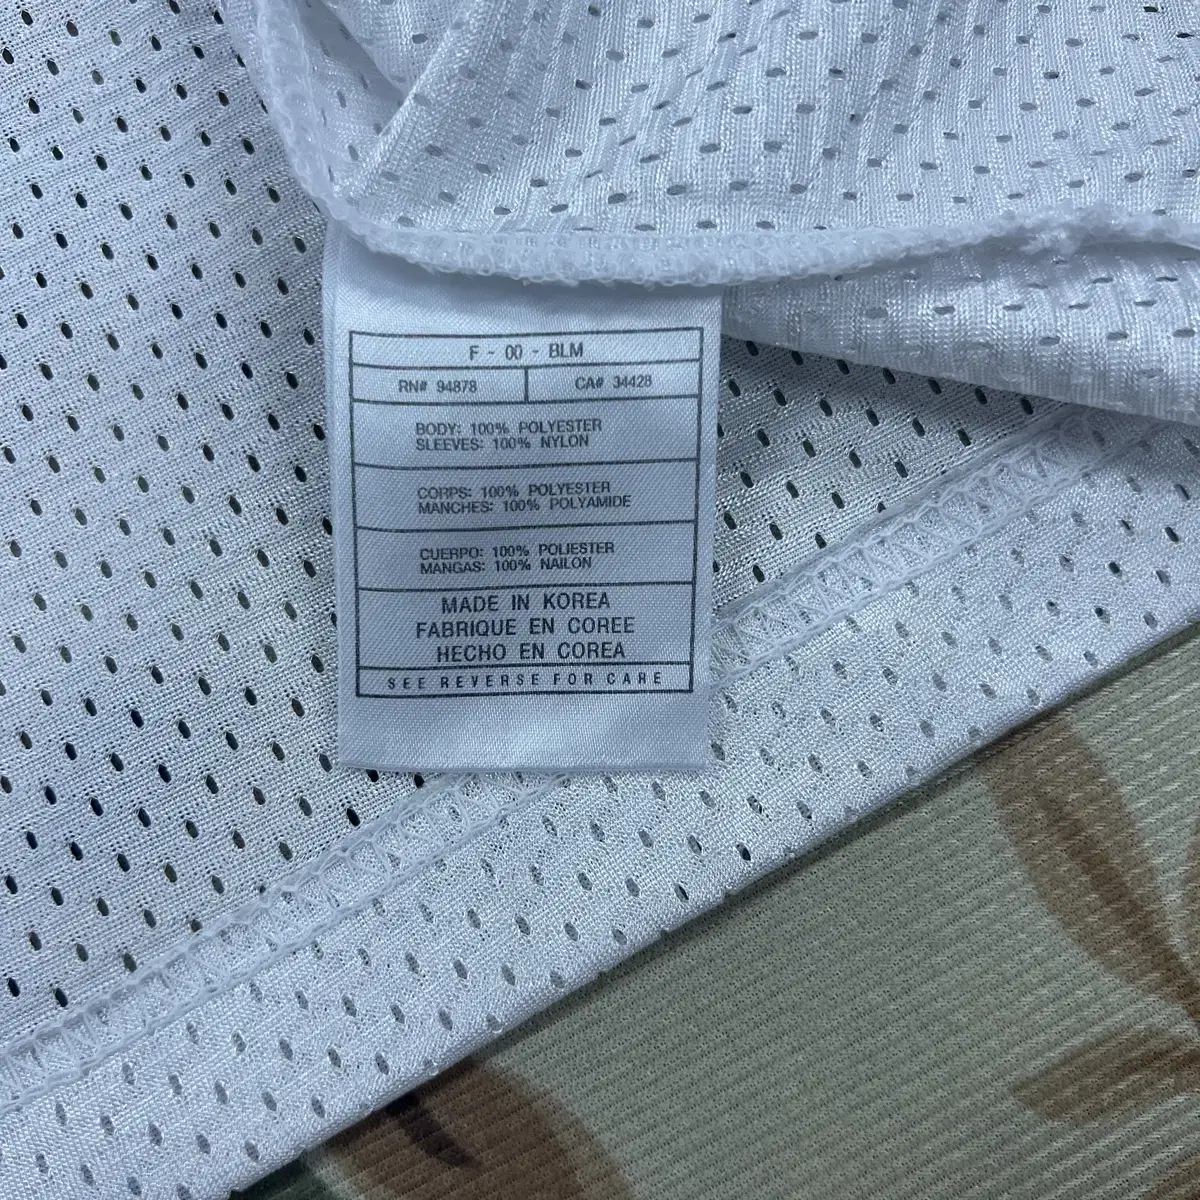 F - 00 - BLM
RN# 94878
CA# 34428
BODY: 100% POLYESTER
SLEEVES: 100% NYLON
CORPS: 100% POLYESTER
MANCHES: 100% POLYAMIDE
CUERPO: 100% POLIESTER
MANGAS: 100% NAILON
MADE IN KOREA
FABRIQUE EN COREE
HECHO EN COREA
SEE REVERSE FOR CARE